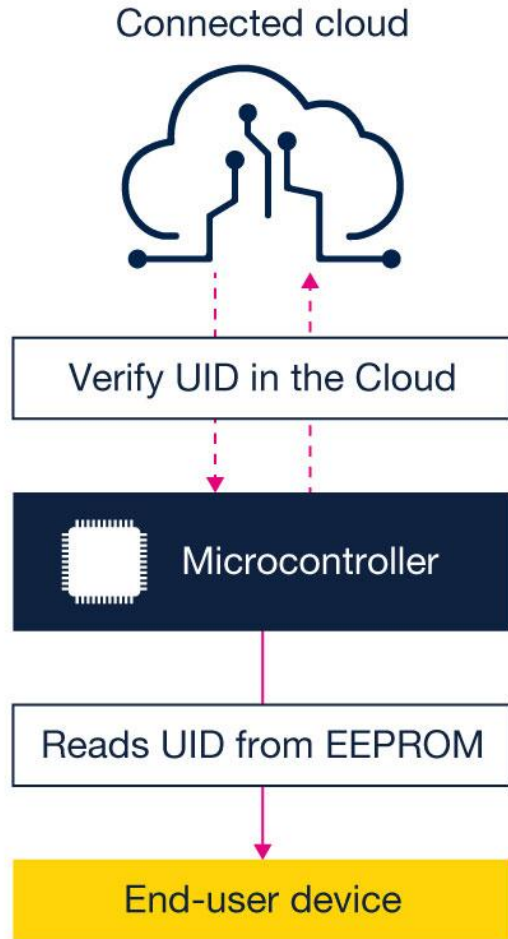 Connected cloud
Verify UID in the Cloud
Microcontroller
Reads UID from EEPROM
End-user device